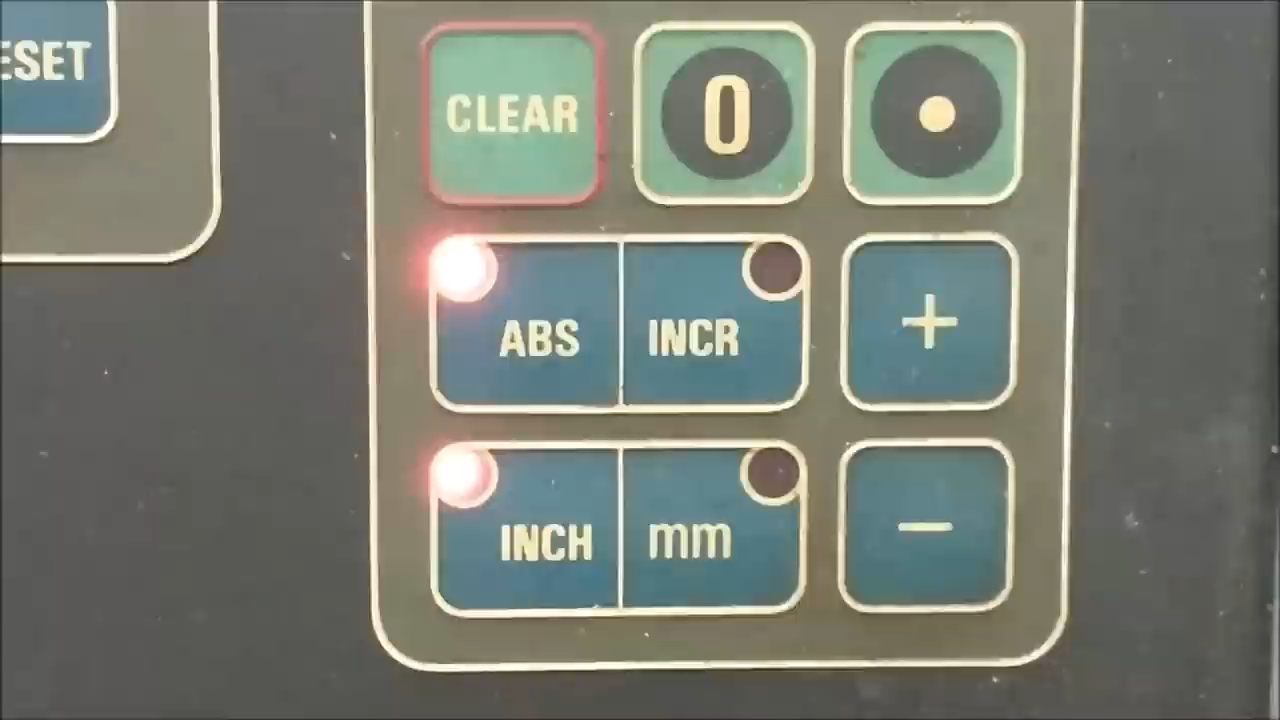 ESET
CLEAR 0 .
ABS INCR +
INCH mm −